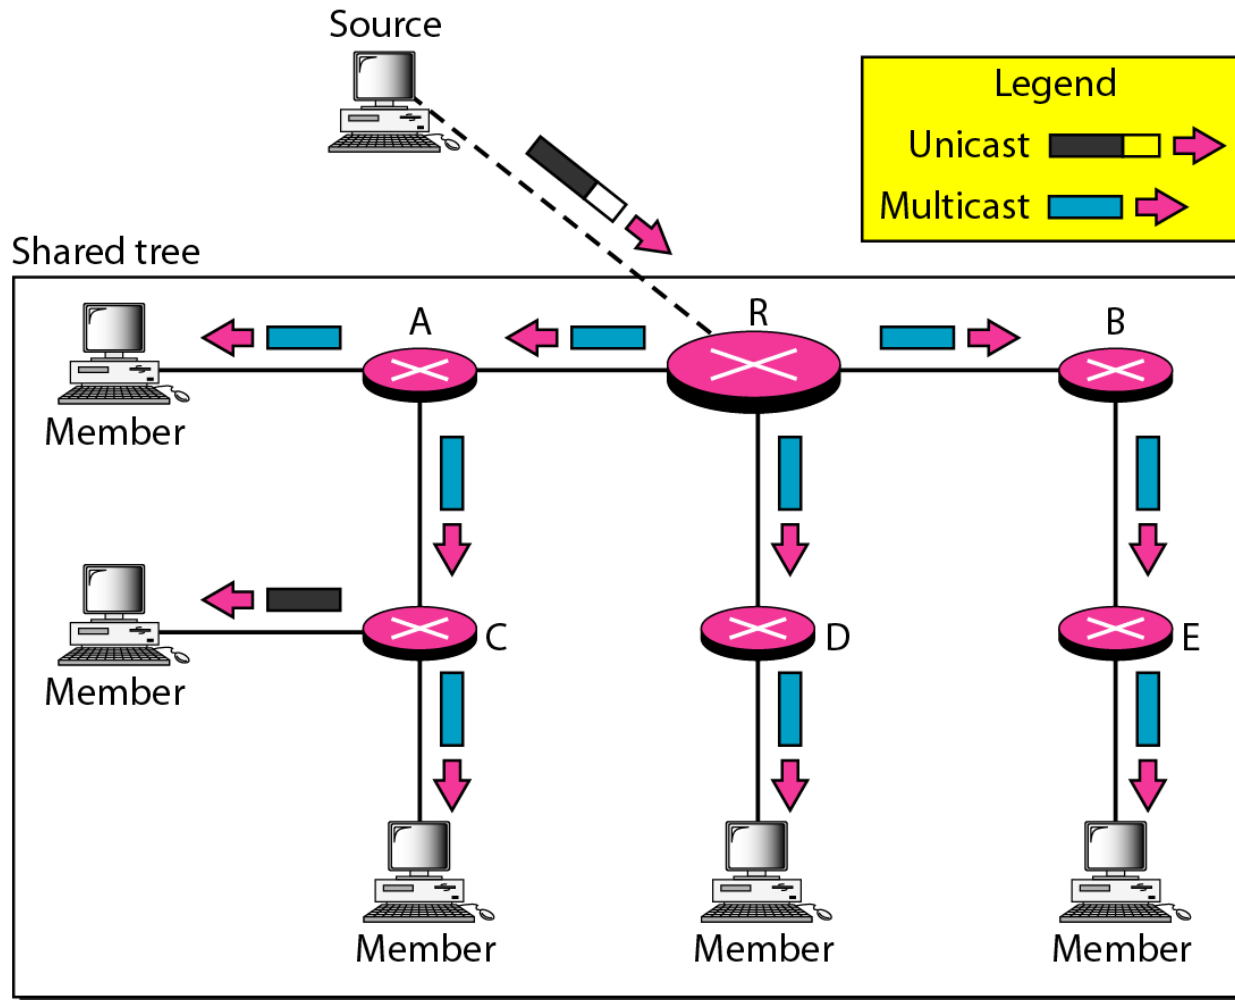 Source
Legend
Unicast
Multicast
Shared tree
A
R
B
Member
C
D
E
Member
Member
Member
Member